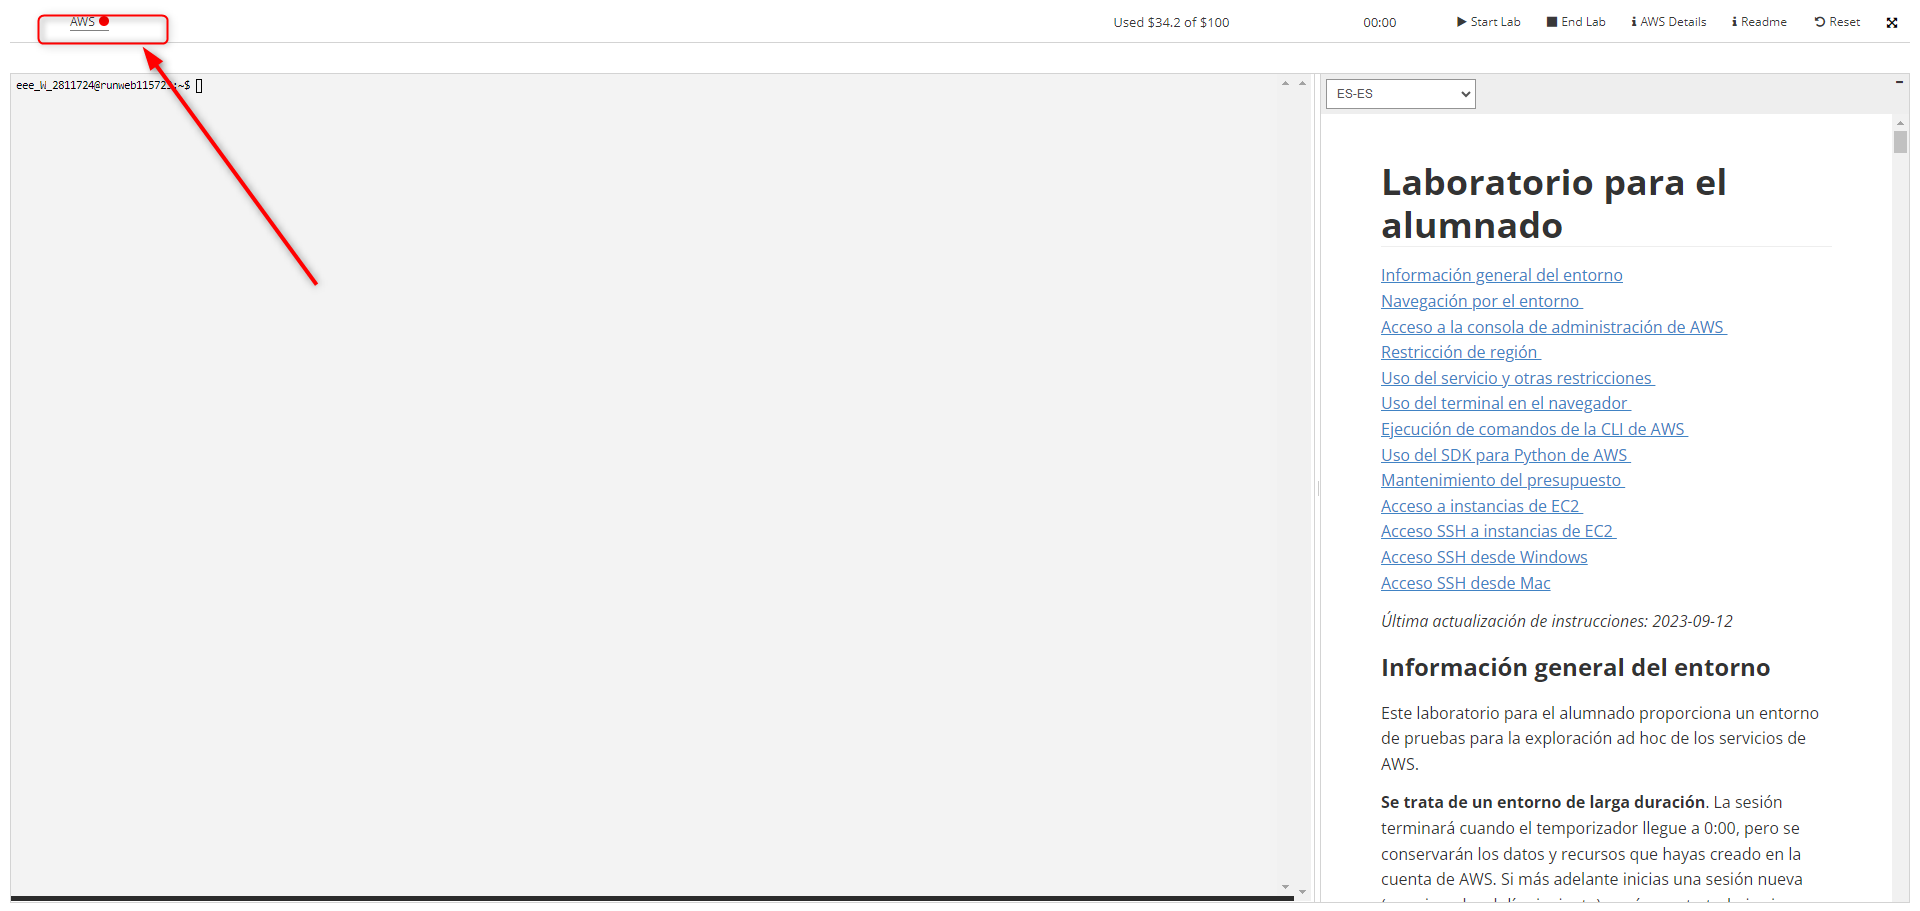 AWS
Used $34.2 of $100
00:00
Start Lab
End Lab
AWS Details
Readme
Reset
ES-ES
Laboratorio para el
alumnado
Información general del entorno
Navegación por el entorno
Acceso a la consola de administración de AWS
Restricción de región
Uso del servicio y otras restricciones
Uso del terminal en el navegador
Ejecución de comandos de la CLI de AWS
Uso del SDK para Python de AWS
Mantenimiento del presupuesto
Acceso a instancias de EC2
Acceso SSH a instancias de EC2
Acceso SSH desde Windows
Acceso SSH desde Mac
Última actualización de instrucciones: 2023-09-12
Información general del entorno
Este laboratorio para el alumnado proporciona un entorno
de pruebas para la exploración ad hoc de los servicios de
AWS.
Se trata de un entorno de larga duración. La sesión
terminará cuando el temporizador llegue a 0:00, pero se
conservarán los datos y recursos que hayas creado en la
cuenta de AWS. Si más adelante inicias una sesión nueva